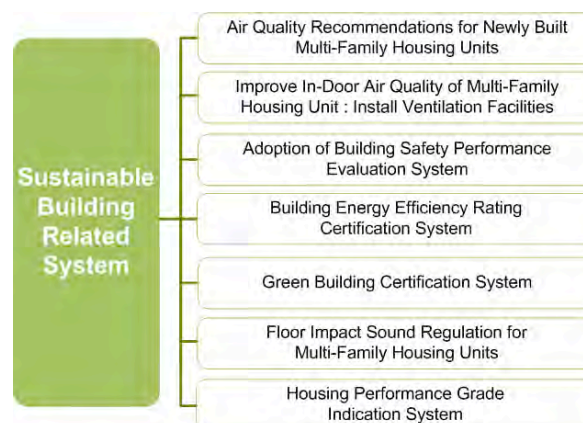 Sustainable
Building
Related
System
Air Quality Recommendations for Newly Built
Multi-Family Housing Units
Improve In-Door Air Quality of Multi-Family
Housing Unit : Install Ventilation Facilities
Adoption of Building Safety Performance
Evaluation System
Building Energy Efficiency Rating
Certification System
Green Building Certification System
Floor Impact Sound Regulation for
Multi-Family Housing Units
Housing Performance Grade
Indication System